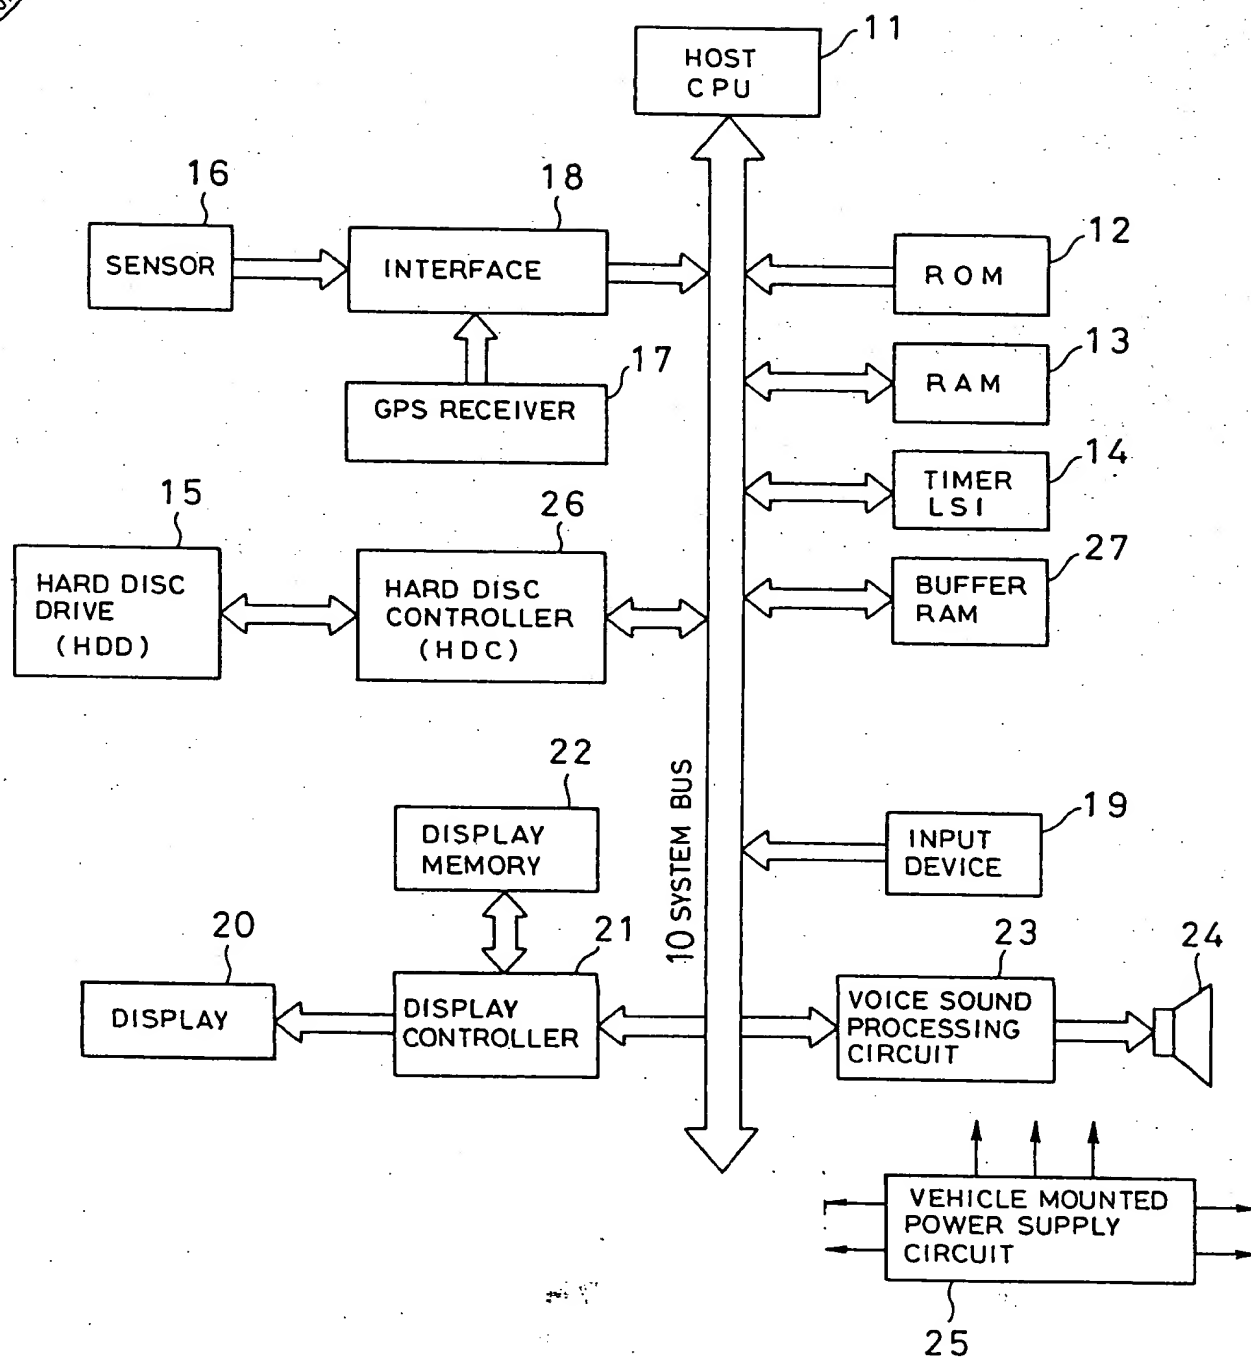 11
HOST
CPU
16
18
12
SENSOR
INTERFACE
ROM
13
RAM
17
GPS RECEIVER
14
TIMER
LSI
15
26
27
HARD DISC
DRIVE
(HDD)
HARD DISC
CONTROLLER
(HDC)
BUFFER
RAM
22
DISPLAY
MEMORY
10 SYSTEM BUS
19
INPUT
DEVICE
20
21
23
24
DISPLAY
DISPLAY
CONTROLLER
VOICE SOUND
PROCESSING
CIRCUIT
VEHICLE MOUNTED
POWER SUPPLY
CIRCUIT
25